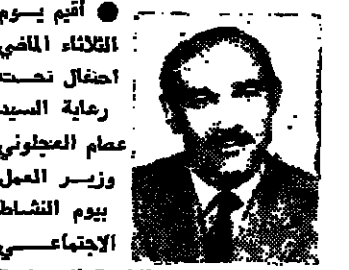 ● أقيم يوم
الثلاثاء الماضي
احتفال تحت
رعاية السيد
عصام العجلوني
وزير العمل
بيوم النشاط
الاجتماعي